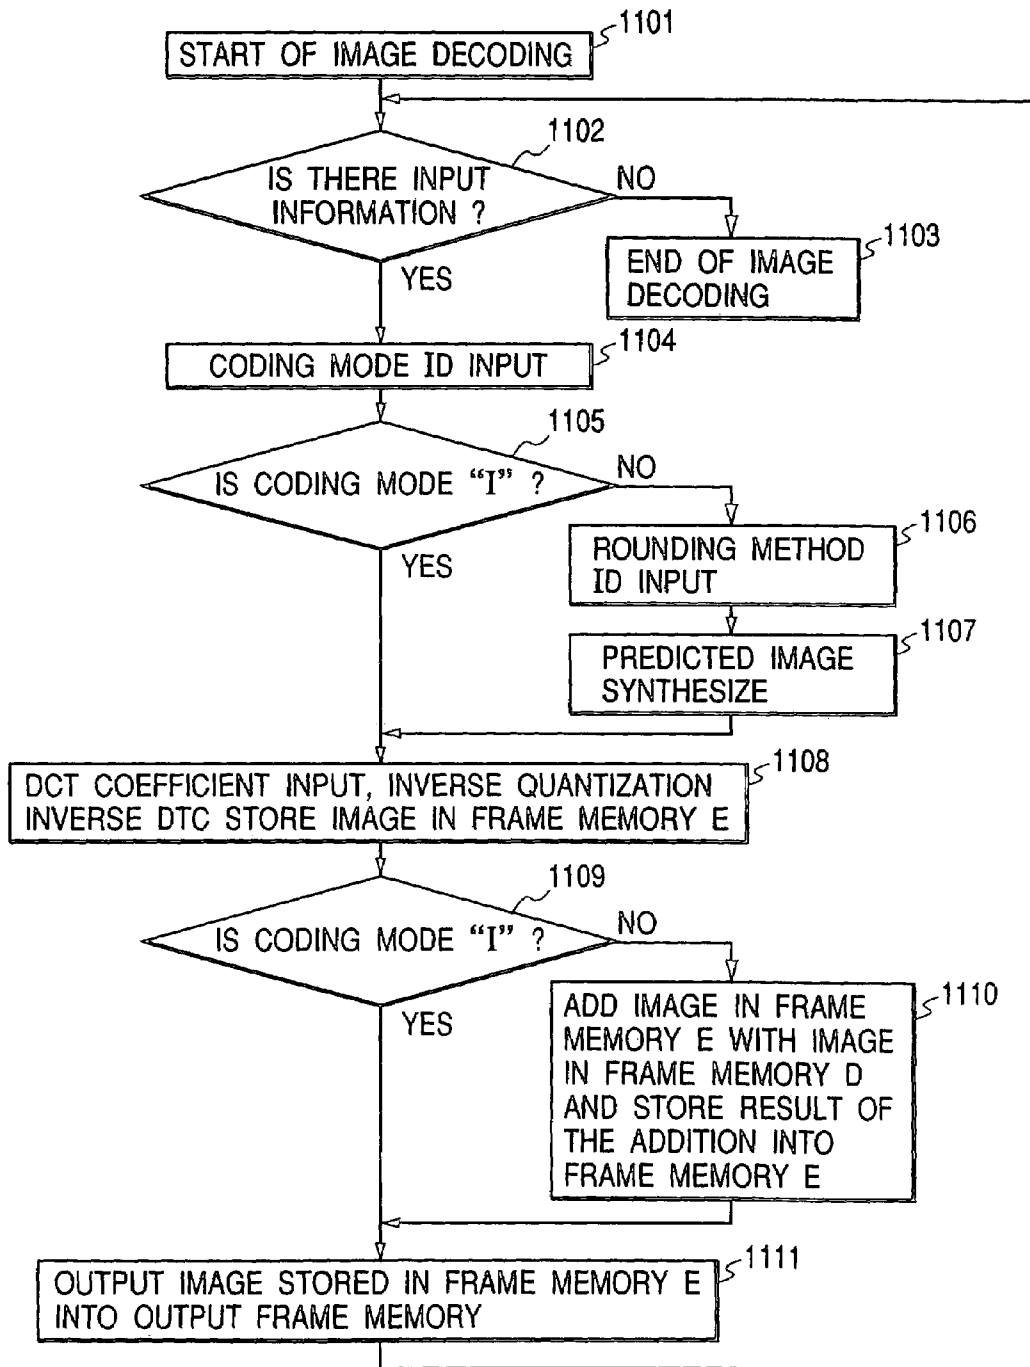 1101
START OF IMAGE DECODING
1102
IS THERE INPUT
INFORMATION ?
NO
1103
END OF IMAGE
DECODING
YES
1104
CODING MODE ID INPUT
1105
IS CODING MODE “I” ?
NO
1106
ROUNDING METHOD
ID INPUT
YES
1107
PREDICTED IMAGE
SYNTHESIZE
1108
DCT COEFFICIENT INPUT, INVERSE QUANTIZATION
INVERSE DTC STORE IMAGE IN FRAME MEMORY E
1109
IS CODING MODE “I” ?
NO
1110
ADD IMAGE IN FRAME
MEMORY E WITH IMAGE
IN FRAME MEMORY D
AND STORE RESULT OF
THE ADDITION INTO
FRAME MEMORY E
YES
1111
OUTPUT IMAGE STORED IN FRAME MEMORY E
INTO OUTPUT FRAME MEMORY